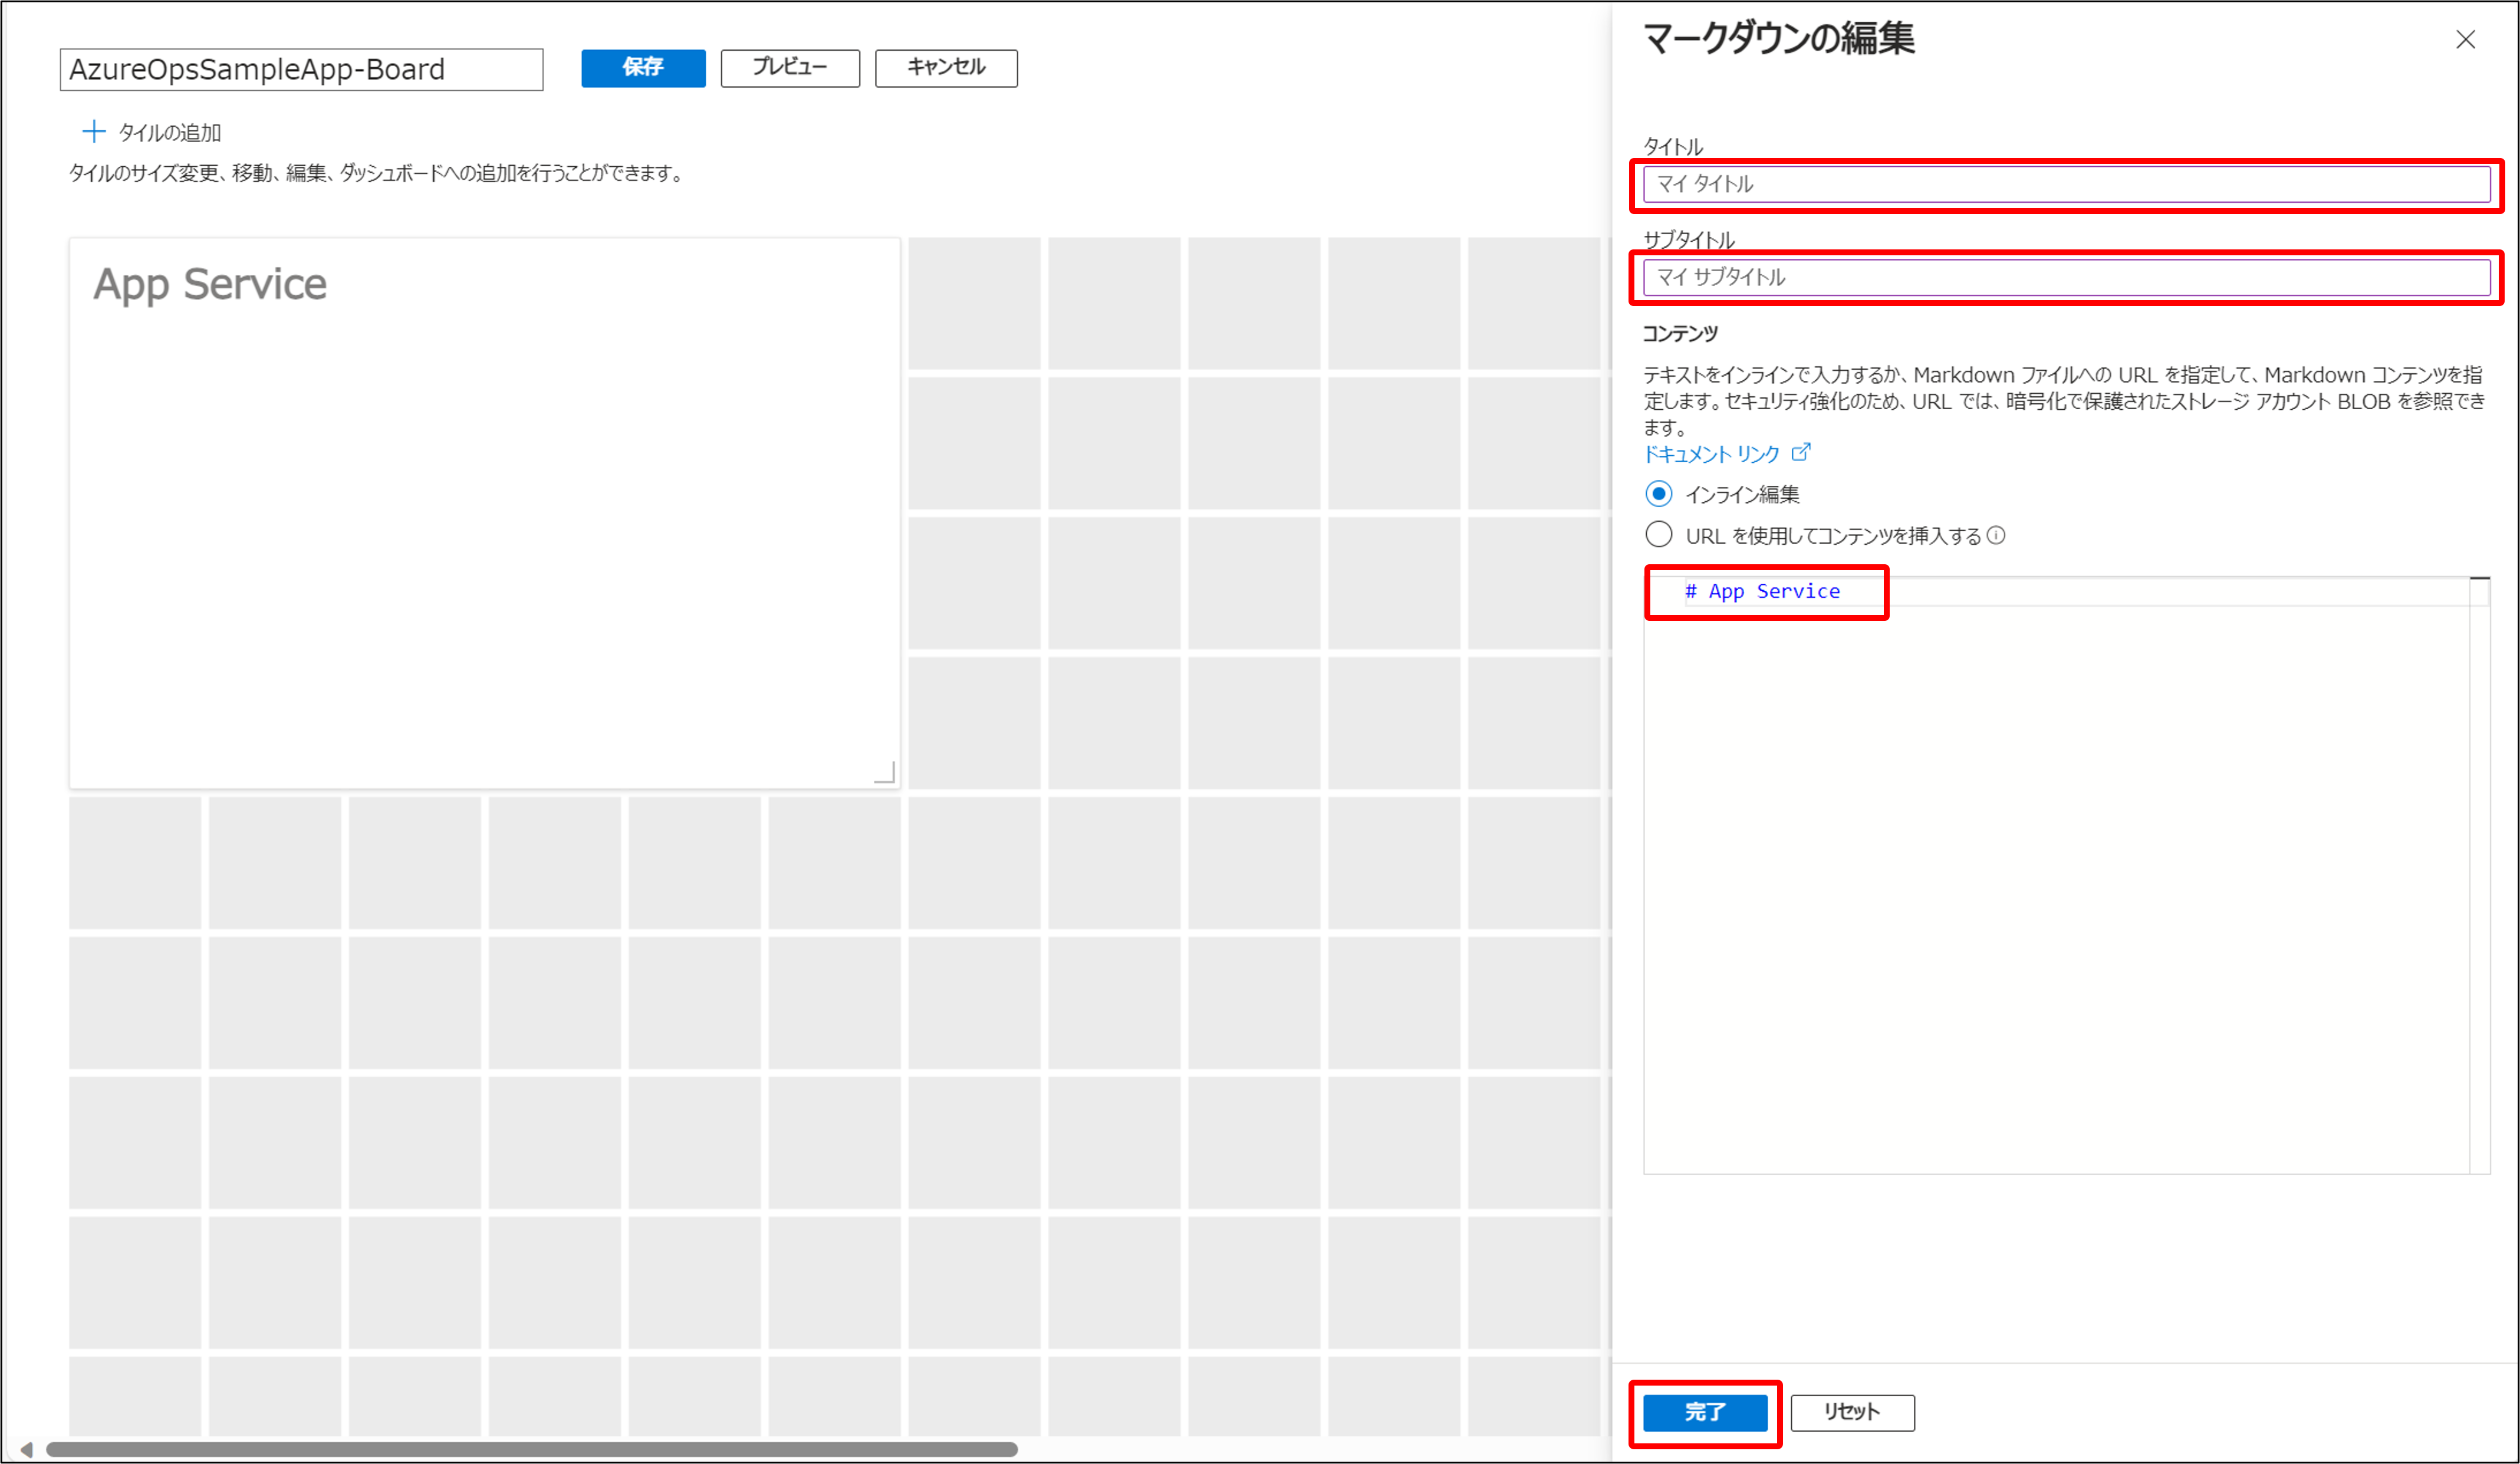 AzureOpsSampleApp-Board
保存
プレビュー
キャンセル
タイルの追加
タイルのサイズ変更、移動、編集、ダッシュボードへの追加を行うことができます。
App Service
マークダウンの編集
タイトル
マイ タイトル
サブタイトル
マイ サブタイトル
コンテンツ
テキストをインラインで入力するか、Markdown ファイルへの URL を指定して、Markdown コンテンツを指
定します。セキュリティ強化のため、URL では、暗号化で保護されたストレージ アカウント BLOB を参照でき
ます。
ドキュメント リンク
インライン編集
URL を使用してコンテンツを挿入する
# App Service
完了
リセット